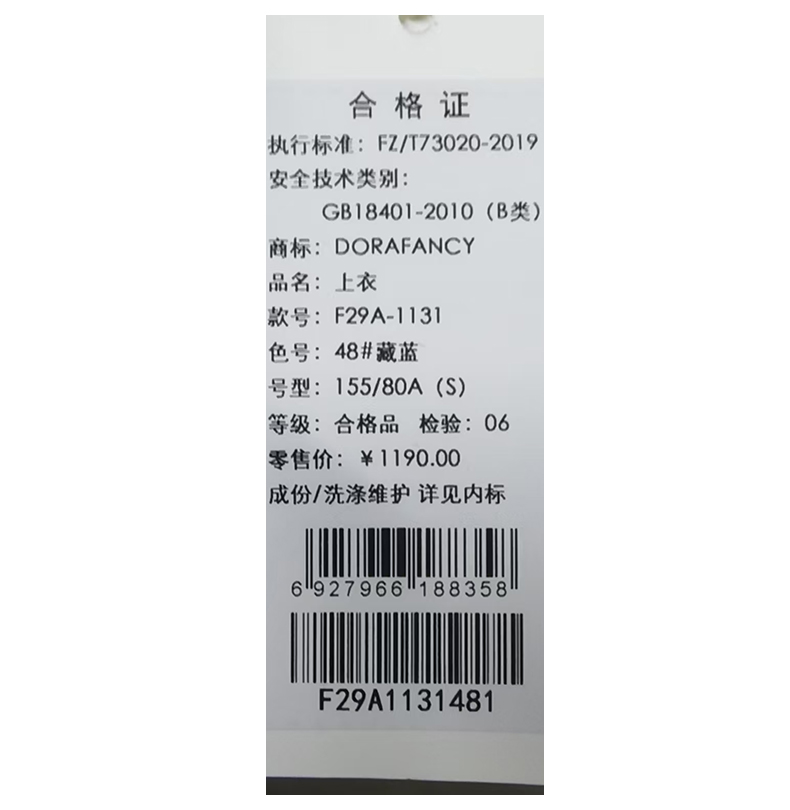 合格证
执行标准：FZ/T73020-2019
安全技术类别：
GB18401-2010（B类）
商标：DORAFANCY
品名：上衣
款号：F29A-1131
色号：48#藏蓝
号型：155/80A（S）
等级：合格品 检验：06
零售价：￥1190.00
成份/洗涤维护 详见内标
6 927966 188358
F29A1131481